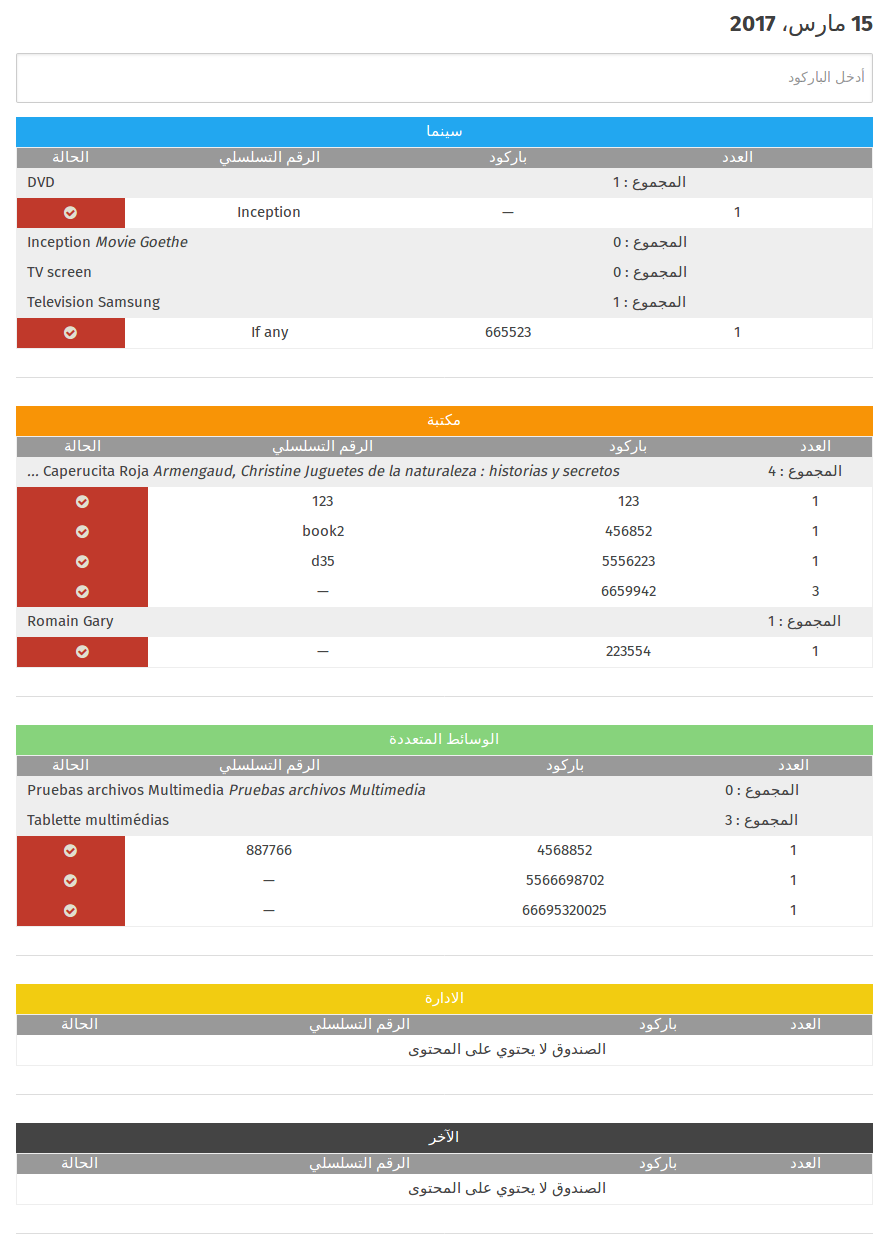 15 مارس، 2017
أدخل الباركود
سينما
العدد باركود الرقم التسلسلي الحالة
DVD المجموع : 1
1 — Inception
Inception Movie Goethe المجموع : 0
TV screen المجموع : 0
Television Samsung المجموع : 1
1 665523 If any
مكتبة
العدد باركود الرقم التسلسلي الحالة
... Caperucita Roja Armengaud, Christine Juguetes de la naturaleza : historias y secretos المجموع : 4
1 123 123
1 456852 book2
1 5556223 d35
3 6659942 —
Romain Gary المجموع : 1
1 223554 —
الوسائط المتعددة
العدد باركود الرقم التسلسلي الحالة
Pruebas archivos Multimedia Pruebas archivos Multimedia المجموع : 0
Tablette multimédias المجموع : 3
1 4568852 887766
1 5566698702 —
1 66695320025 —
الادارة
العدد باركود الرقم التسلسلي الحالة
الصندوق لا يحتوي على المحتوى
الآخر
العدد باركود الرقم التسلسلي الحالة
الصندوق لا يحتوي على المحتوى